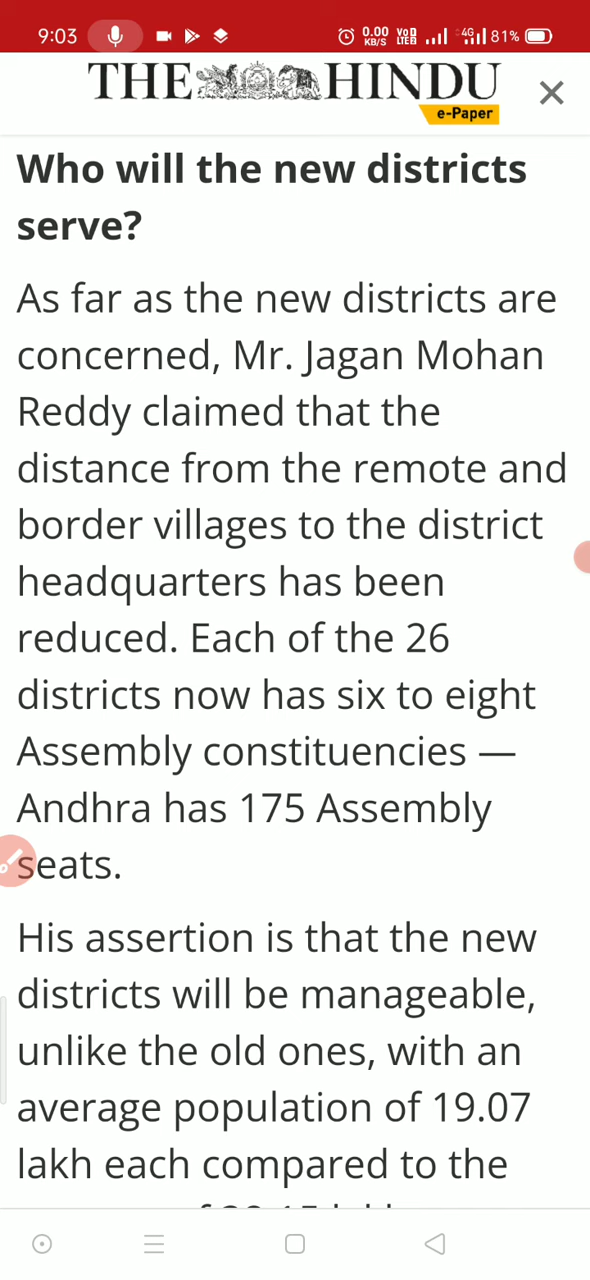 9:03
0.00 KB/S
VoD LTE
4G
81%
THE HINDU
e-Paper
Who will the new districts
serve?
As far as the new districts are
concerned, Mr. Jagan Mohan
Reddy claimed that the
distance from the remote and
border villages to the district
headquarters has been
reduced. Each of the 26
districts now has six to eight
Assembly constituencies —
Andhra has 175 Assembly
seats.
His assertion is that the new
districts will be manageable,
unlike the old ones, with an
average population of 19.07
lakh each compared to the